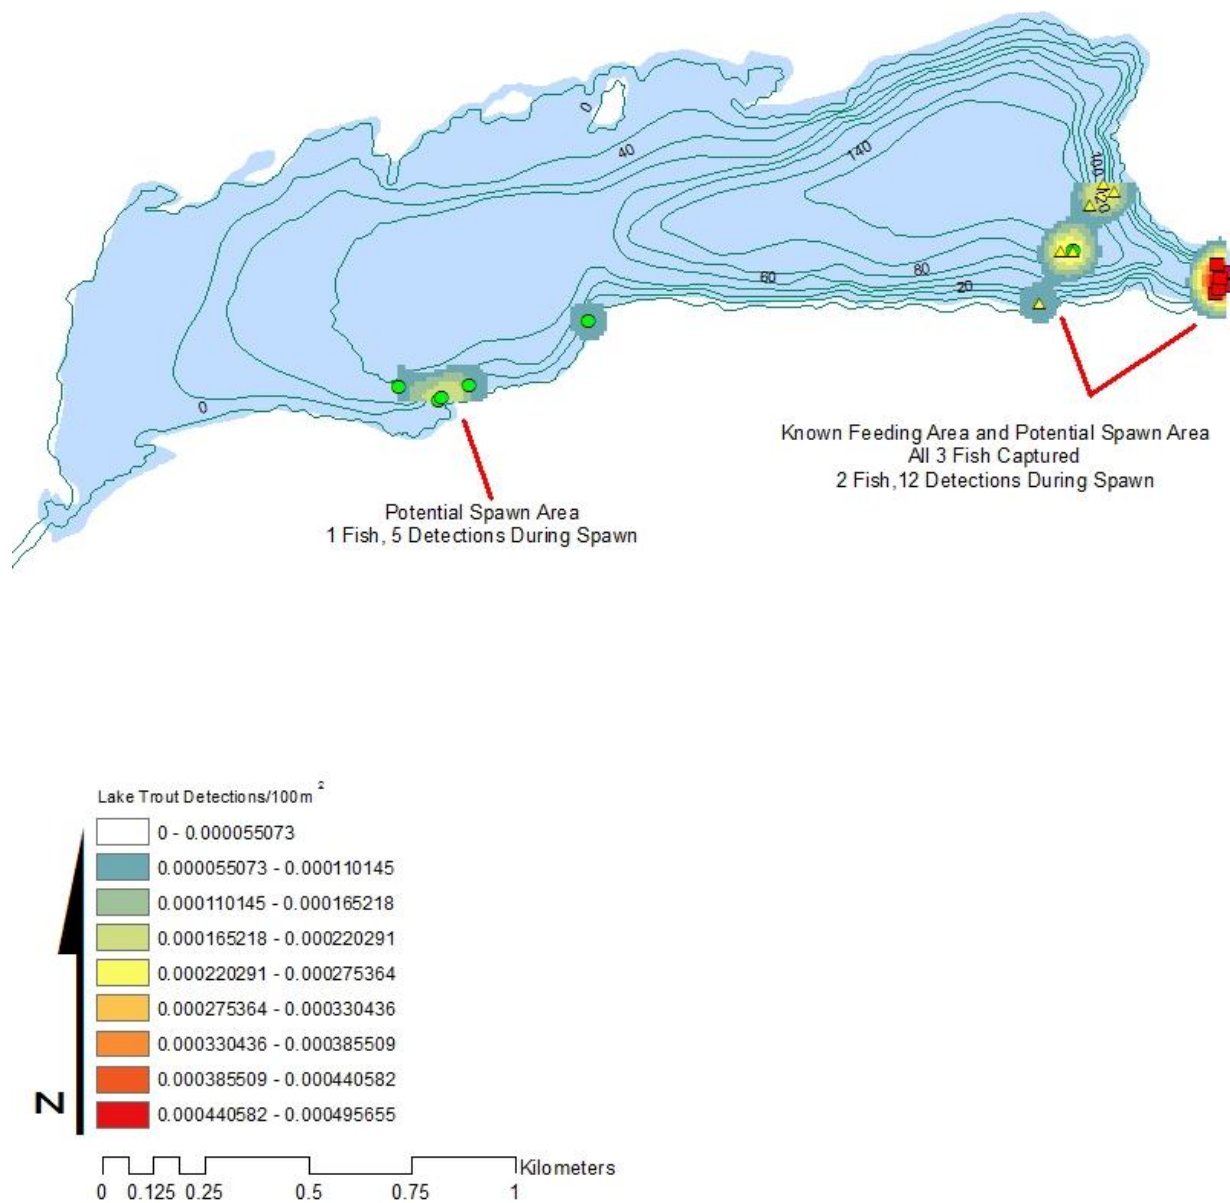 0
40
140
100
120
60
80
20
0
Known Feeding Area and Potential Spawn Area
All 3 Fish Captured
2 Fish,12 Detections During Spawn
Potential Spawn Area
1 Fish, 5 Detections During Spawn
Lake Trout Detections/100m 2
0 - 0.000055073
0.000055073 - 0.000110145
0.000110145 - 0.000165218
0.000165218 - 0.000220291
0.000220291 - 0.000275364
0.000275364 - 0.000330436
0.000330436 - 0.000385509
0.000385509 - 0.000440582
0.000440582 - 0.000495655
N
Kilometers
0 0.125 0.25 0.5 0.75 1